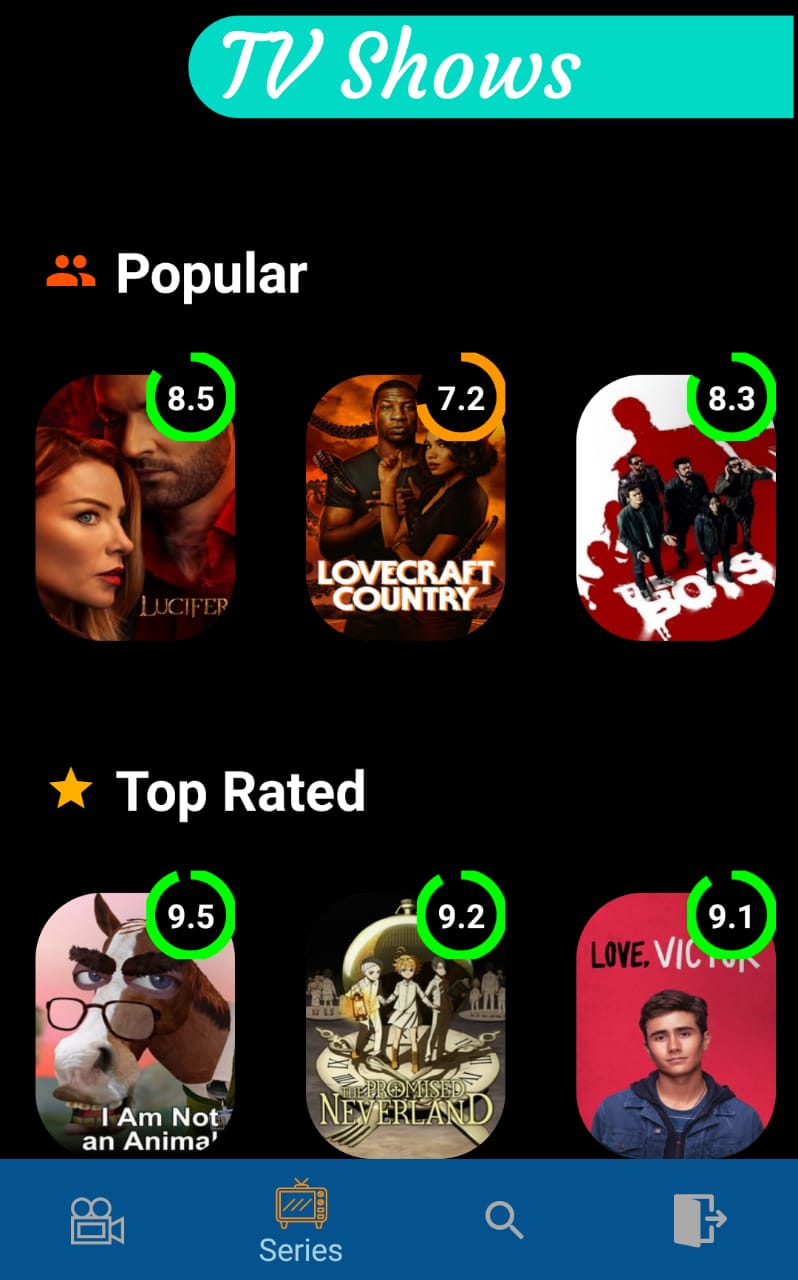 TV Shows
Popular
8.5
7.2
8.3
LUCIFER
LOVECRAFT
COUNTRY
BOYS
Top Rated
9.5
9.2
9.1
LOVE, VICTOR
I Am Not
an Animal
THE PROMISED
NEVERLAND
Series